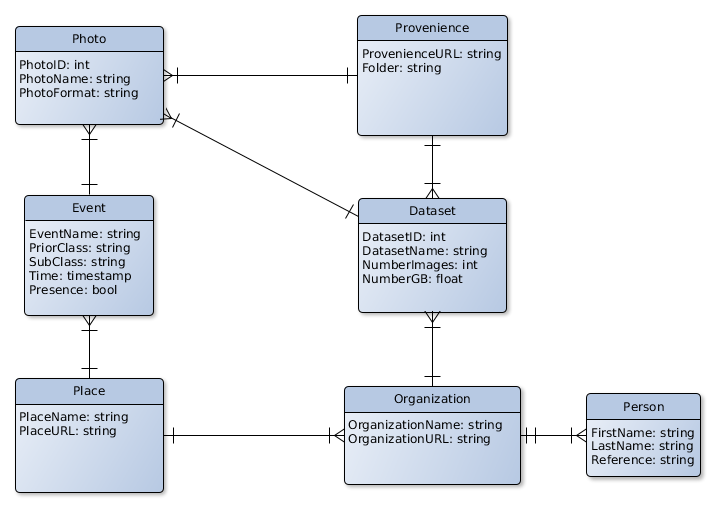 Photo
PhotoID: int
PhotoName: string
PhotoFormat: string
Provenience
ProvenienceURL: string
Folder: string
Event
EventName: string
PriorClass: string
SubClass: string
Time: timestamp
Presence: bool
Dataset
DatasetID: int
DatasetName: string
NumberImages: int
NumberGB: float
Place
PlaceName: string
PlaceURL: string
Organization
OrganizationName: string
OrganizationURL: string
Person
FirstName: string
LastName: string
Reference: string